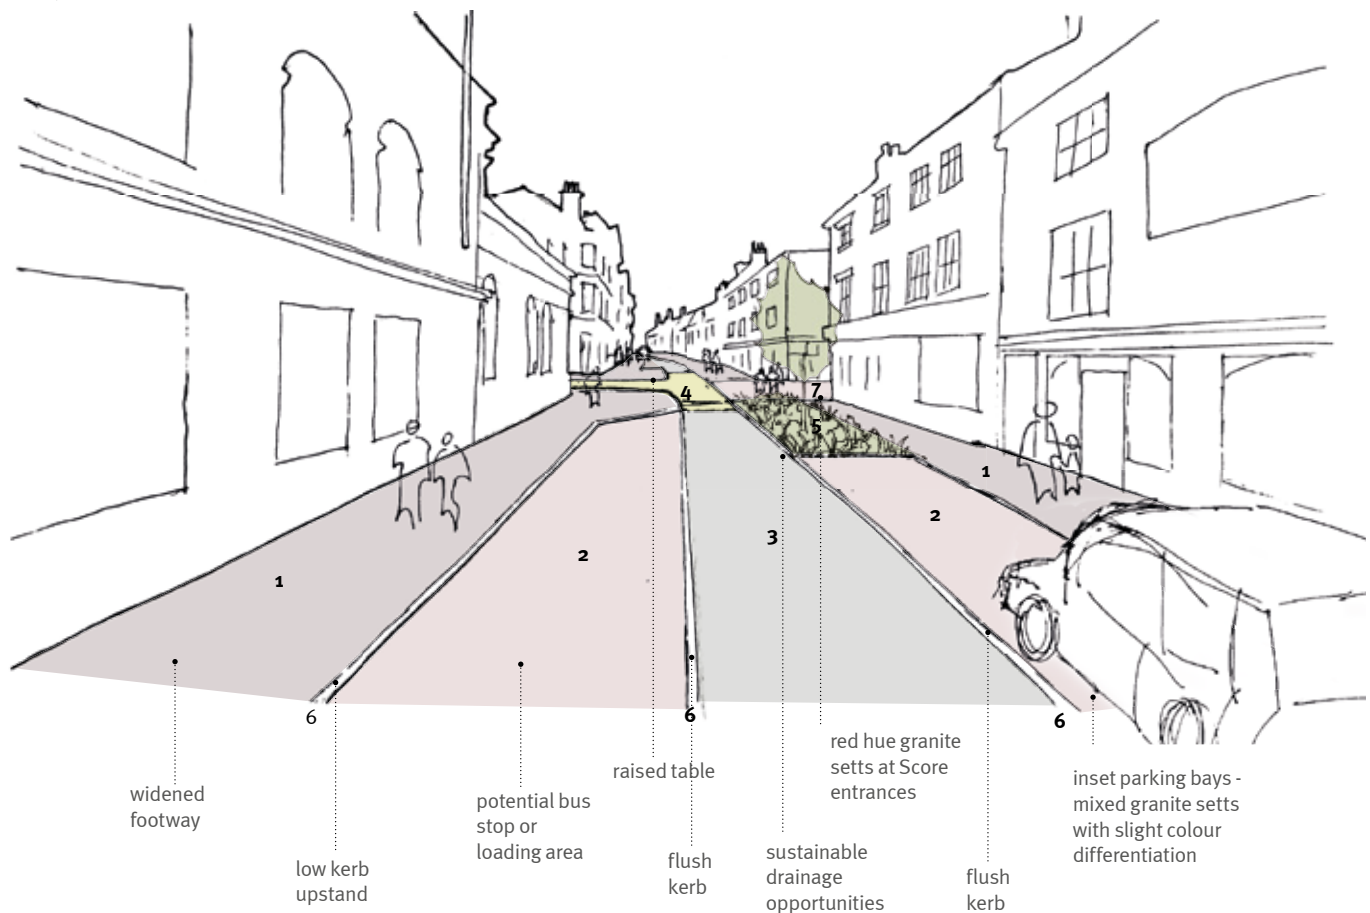 4
7
5
1
2
3
2
1
6
6
6
widened
footway
low kerb
upstand
potential bus
stop or
loading area
raised table
flush
kerb
sustainable
drainage
opportunities
red hue granite
setts at Score
entrances
flush
kerb
inset parking bays -
mixed granite setts
with slight colour
differentiation